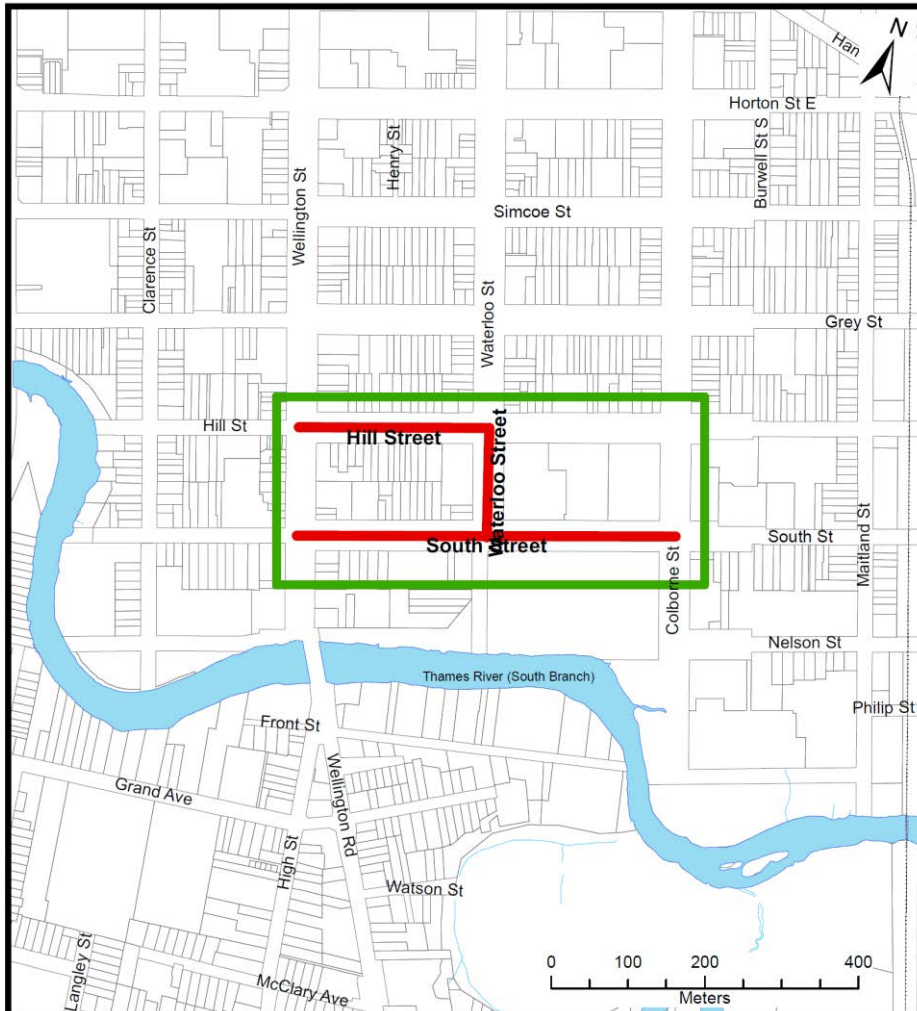 Han
N
Horton St E
Henry St
Burwell St S
Wellington St
Simcoe St
Clarence St
Waterloo St
Grey St
Hill St
Hill Street
Waterloo Street
South Street
South St
Maitland St
Colborne St
Nelson St
Thames River (South Branch)
Philip St
Front St
Grand Ave
Wellington Rd
High St
Watson St
Langley St
McClary Ave
0 100 200 400
Meters